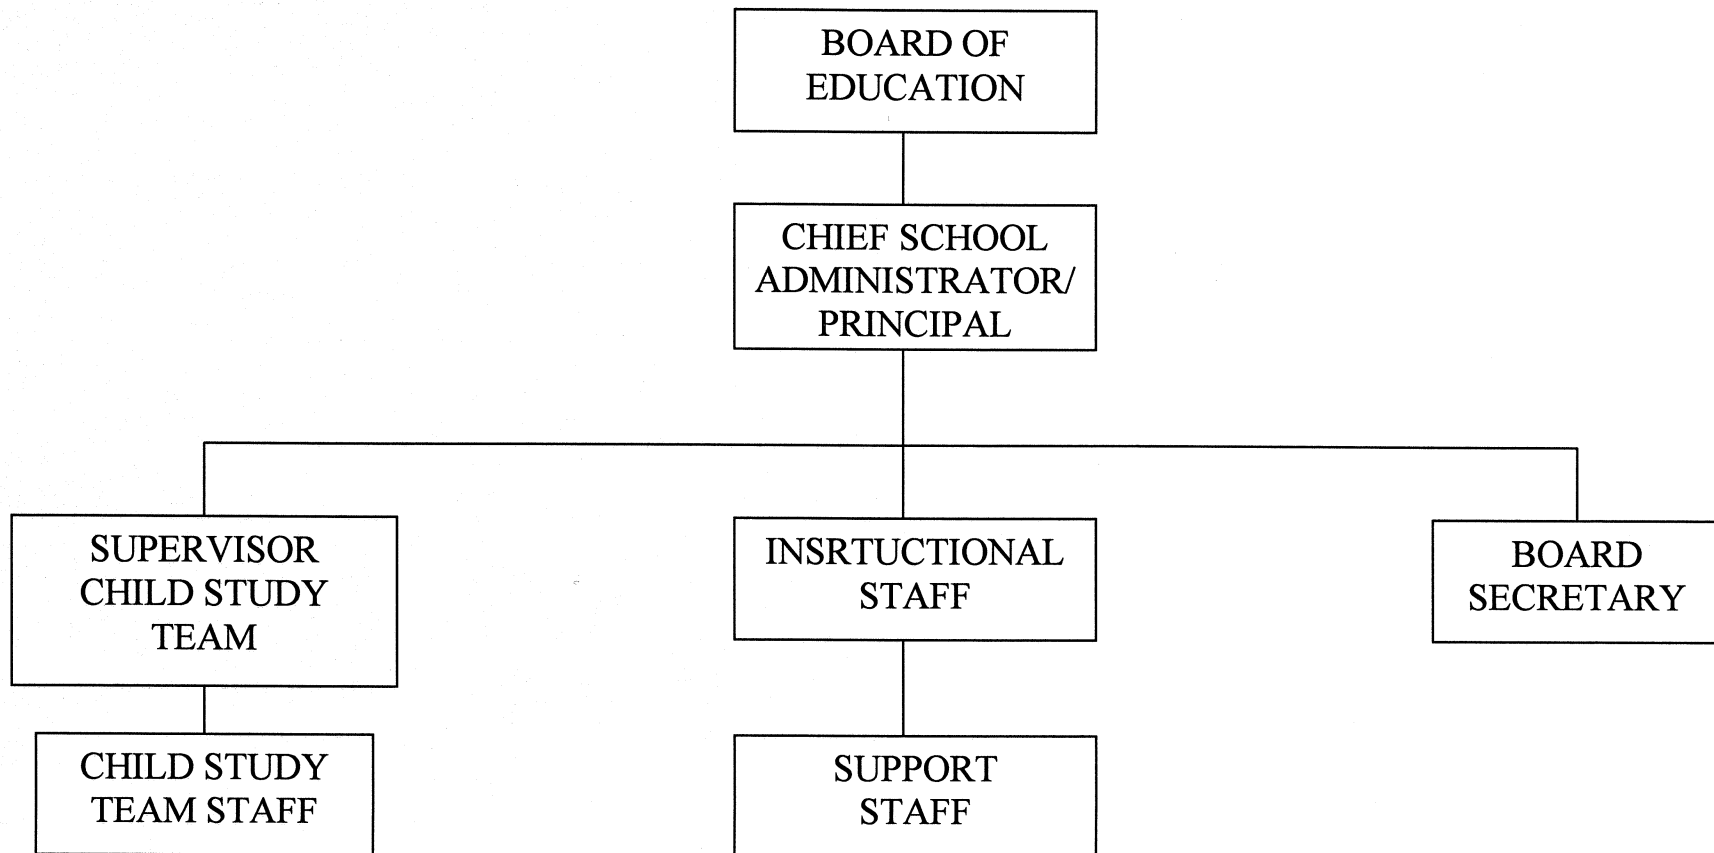 BOARD OF
EDUCATION
CHIEF SCHOOL
ADMINISTRATOR/
PRINCIPAL
SUPERVISOR
CHILD STUDY
TEAM
INSRTUCTIONAL
STAFF
BOARD
SECRETARY
CHILD STUDY
TEAM STAFF
SUPPORT
STAFF